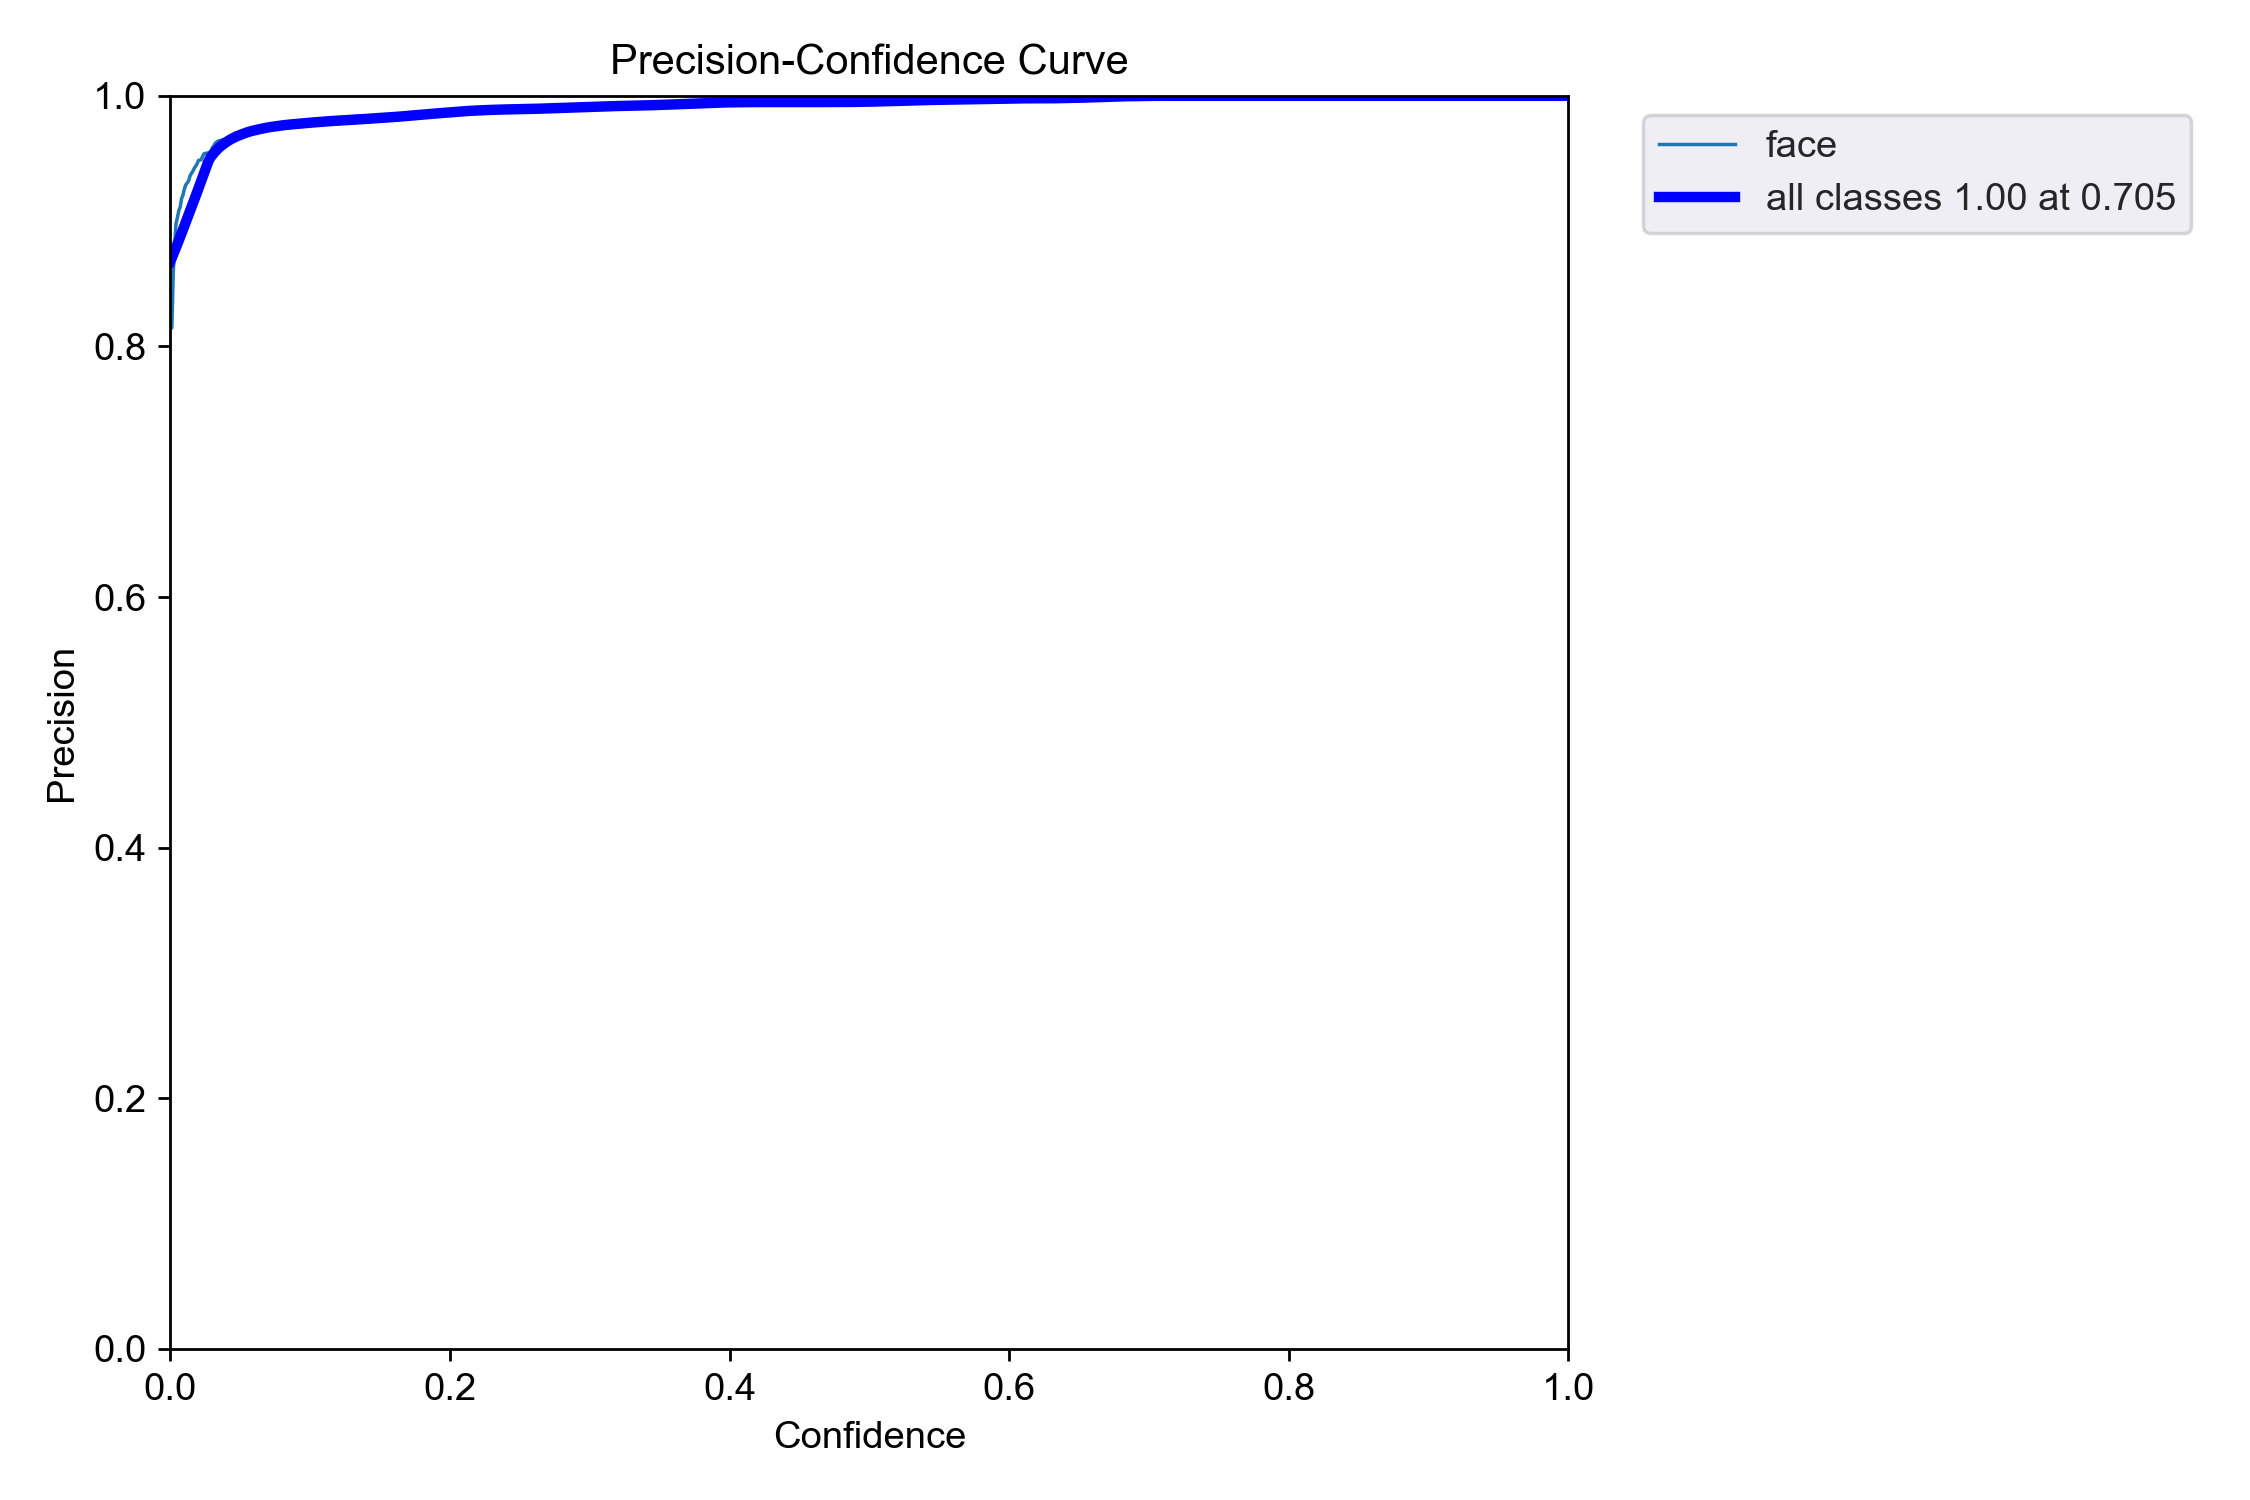 Precision-Confidence Curve
1.0
0.8
0.6
0.4
0.2
0.0
Precision
0.0 0.2 0.4 0.6 0.8 1.0
Confidence
face
all classes 1.00 at 0.705